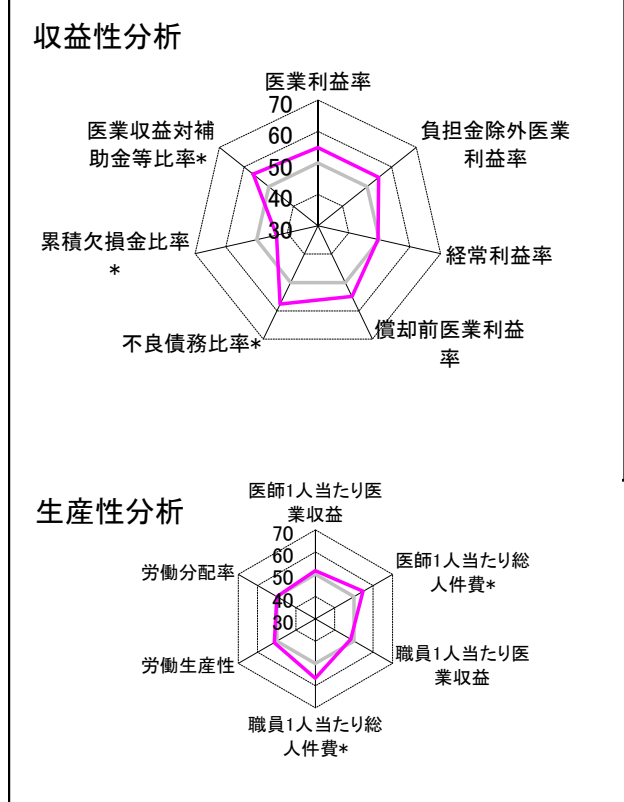 収益性分析
医業利益率
70
60
50
40
30
負担金除外医業
利益率
経常利益率
償却前医業利益
率
不良債務比率*
累積欠損金比率
*
医業収益対補
助金等比率*
生産性分析
医師1人当たり医
業収益
70
60
50
40
30
医師1人当たり総
人件費*
職員1人当たり医
業収益
職員1人当たり総
人件費*
労働生産性
労働分配率